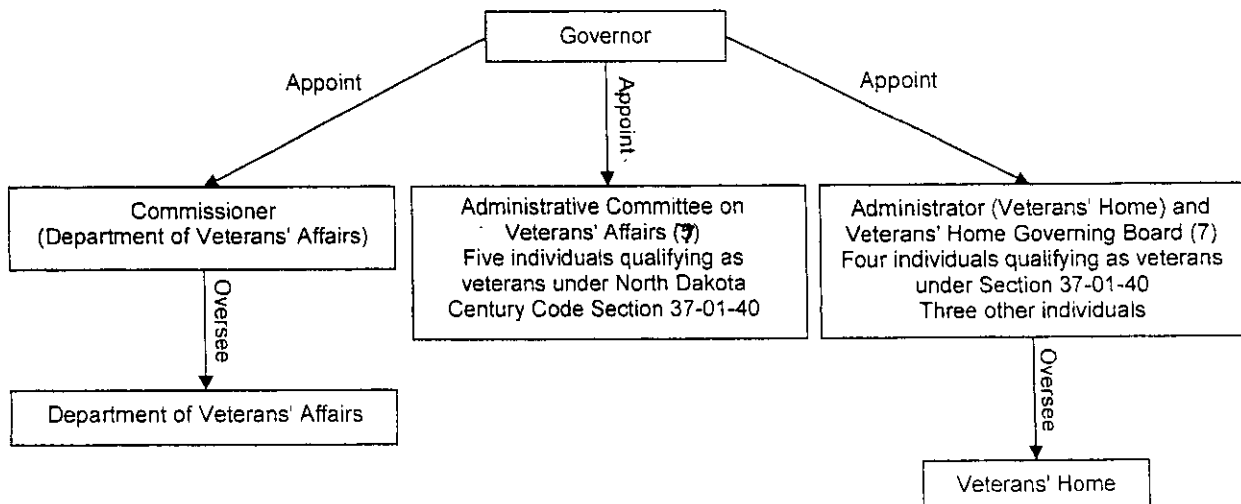 Governor
Appoint
Appoint
Appoint
Commissioner
(Department of Veterans' Affairs)
Administrative Committee on
Veterans' Affairs
Five individuals qualifying as
veterans under North Dakota
Century Code Section 37-01-40
Administrator (Veterans' Home) and
Veterans' Home Governing Board (7)
Four individuals qualifying as veterans
under Section 37-01-40
Three other individuals
Oversee
Oversee
Department of Veterans' Affairs
Veterans' Home